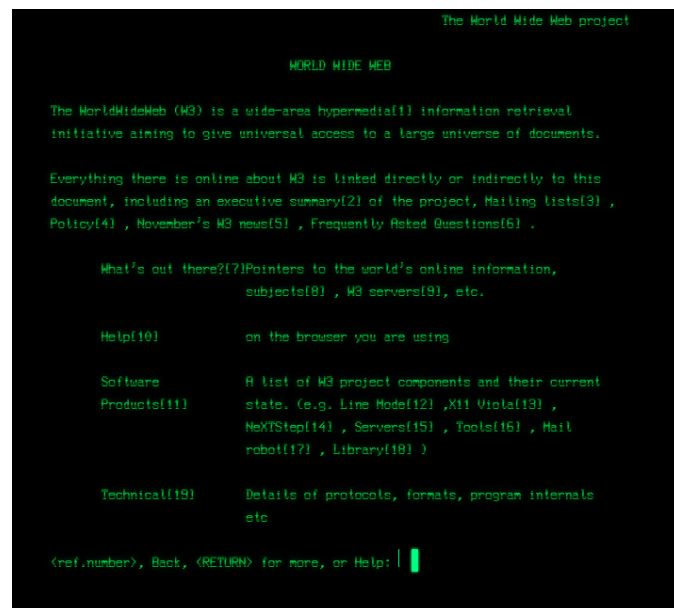 The World Wide Web project
WORLD WIDE WEB
The WorldWideWeb (W3) is a wide-area hypermedia[1] information retrieval
initiative aiming to give universal access to a large universe of documents.
Everything there is online about W3 is linked directly or indirectly to this
document, including an executive summary[2] of the project, Mailing lists[3] ,
Policy[4] , November's W3 news[5] , Frequently Asked Questions[6] .
What's out there?[7]Pointers to the world's online information,
subjects[8] , W3 servers[9], etc.
Help[10] on the browser you are using
Software A list of W3 project components and their current
Products[11] state. (e.g. Line Mode[12] ,X11 Viola[13] ,
NeXTStep[14] , Servers[15] , Tools[16] , Mail
robot[17] , Library[18] )
Technical[19] Details of protocols, formats, program internals
etc
<ref.number>, Back, <RETURN> for more, or Help: